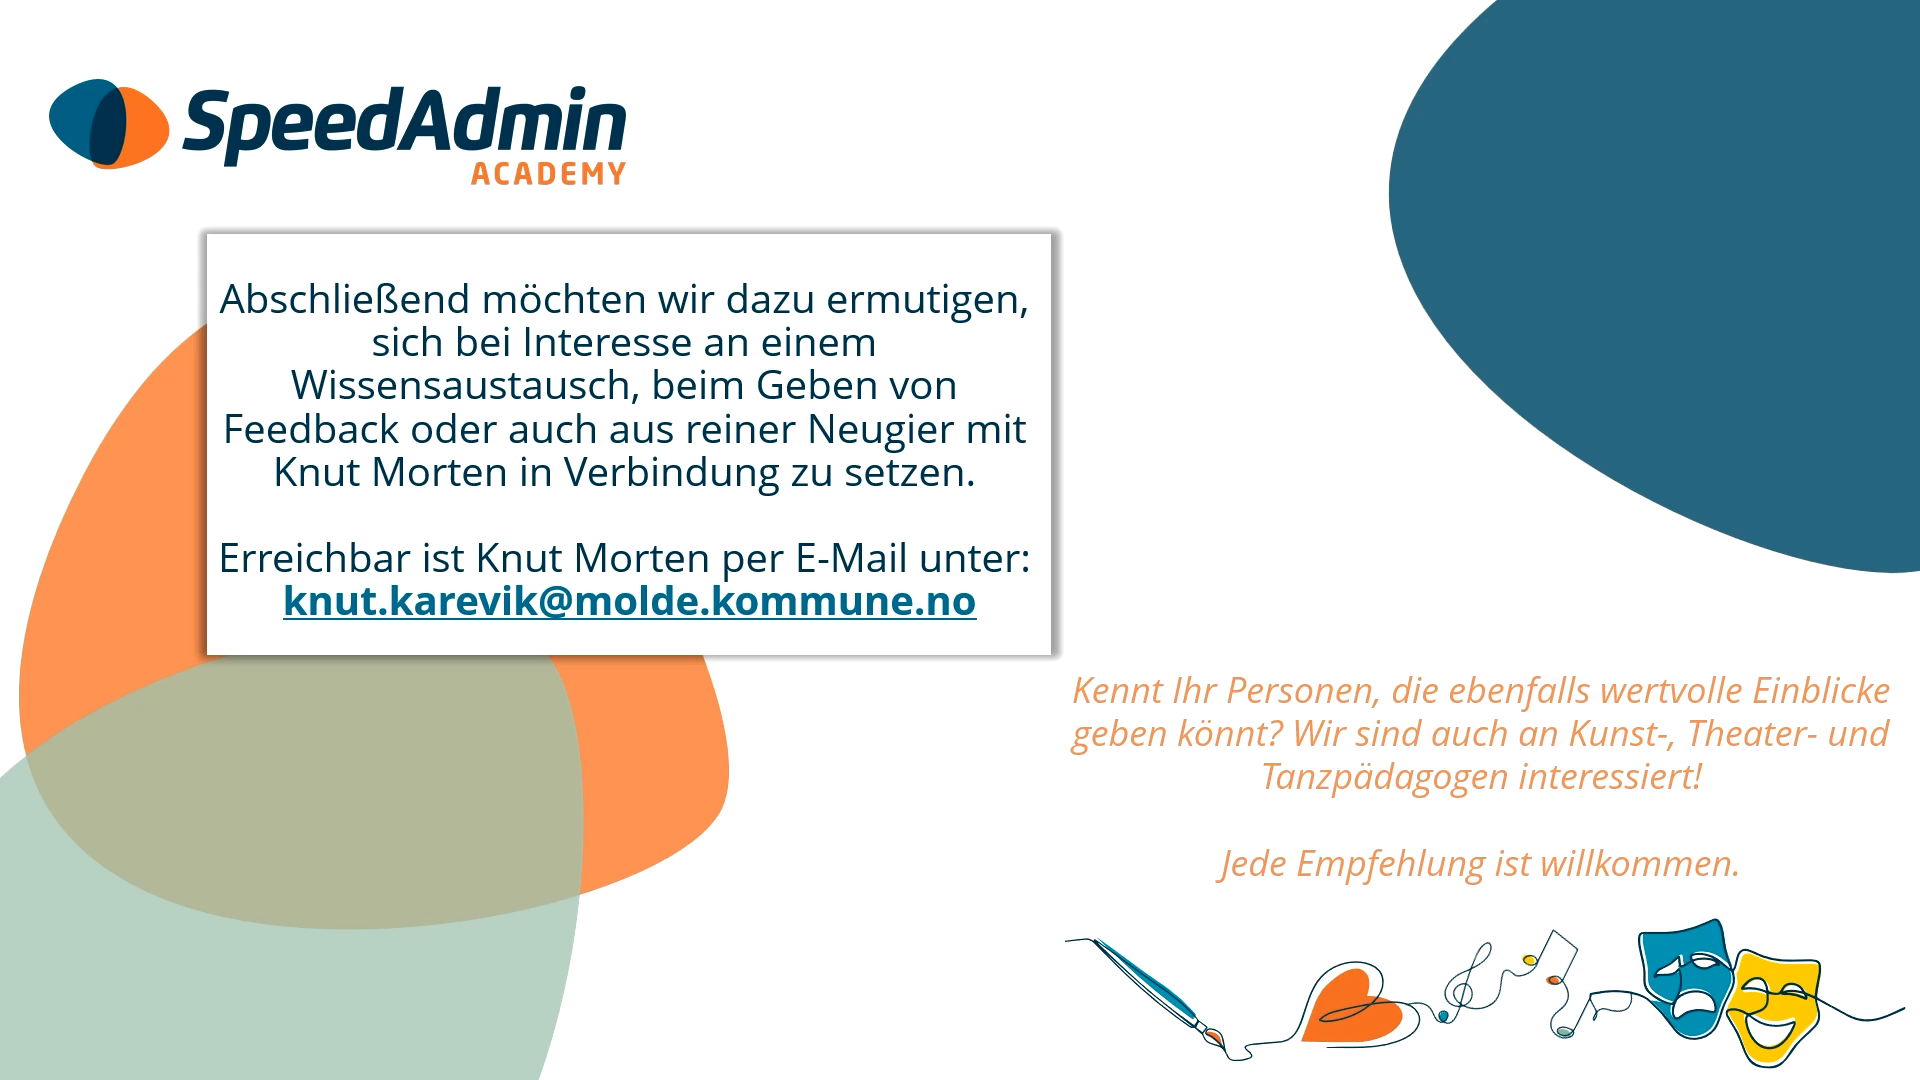 SpeedAdmin
ACADEMY
Abschließend möchten wir dazu ermutigen,
sich bei Interesse an einem
Wissensaustausch, beim Geben von
Feedback oder auch aus reiner Neugier mit
Knut Morten in Verbindung zu setzen.
Erreichbar ist Knut Morten per E-Mail unter:
knut.karevik@molde.kommune.no
Kennt Ihr Personen, die ebenfalls wertvolle Einblicke
geben könnt? Wir sind auch an Kunst-, Theater- und
Tanzpädagogen interessiert!
Jede Empfehlung ist willkommen.